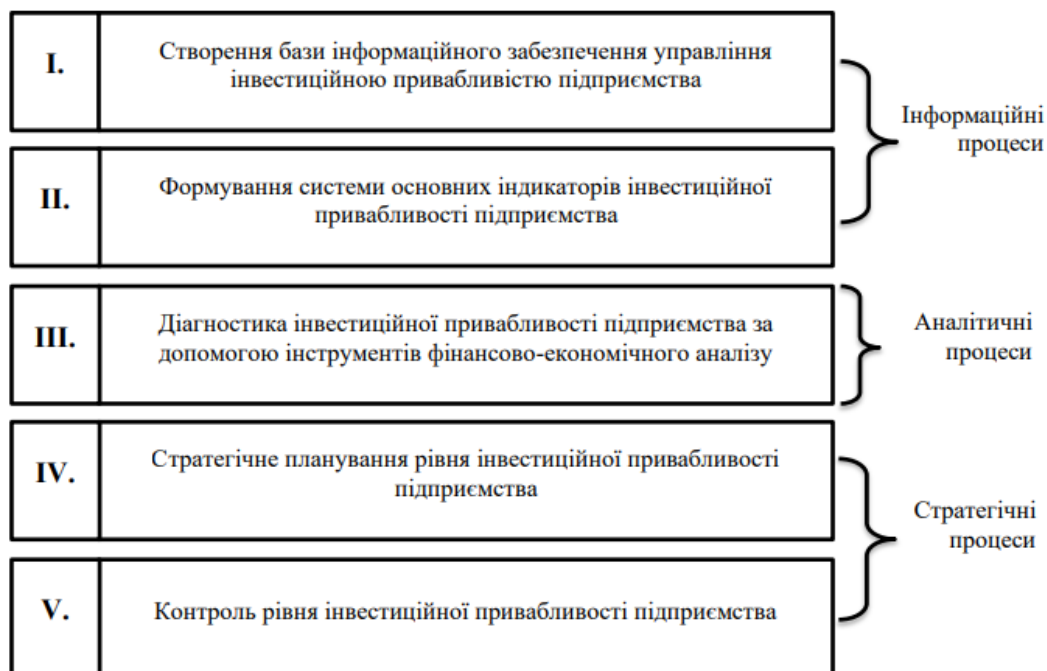 I.
Створення бази інформаційного забезпечення управління
інвестиційною привабливістю підприємства
Інформаційні
процеси
II.
Формування системи основних індикаторів інвестиційної
привабливості підприємства
III.
Діагностика інвестиційної привабливості підприємства за
допомогою інструментів фінансово-економічного аналізу
Аналітичні
процеси
IV.
Стратегічне планування рівня інвестиційної привабливості
підприємства
Стратегічні
процеси
V.
Контроль рівня інвестиційної привабливості підприємства